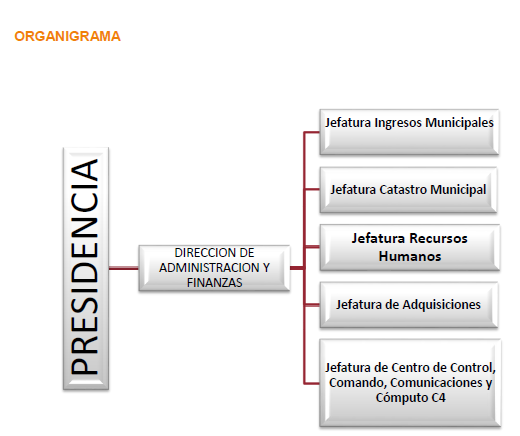 ORGANIGRAMA
PRESIDENCIA
DIRECCION DE
ADMINISTRACION Y
FINANZAS
Jefatura Ingresos Municipales
Jefatura Catastro Municipal
Jefatura Recursos
Humanos
Jefatura de Adquisiciones
Jefatura de Centro de Control,
Comando, Comunicaciones y
Cómputo C4